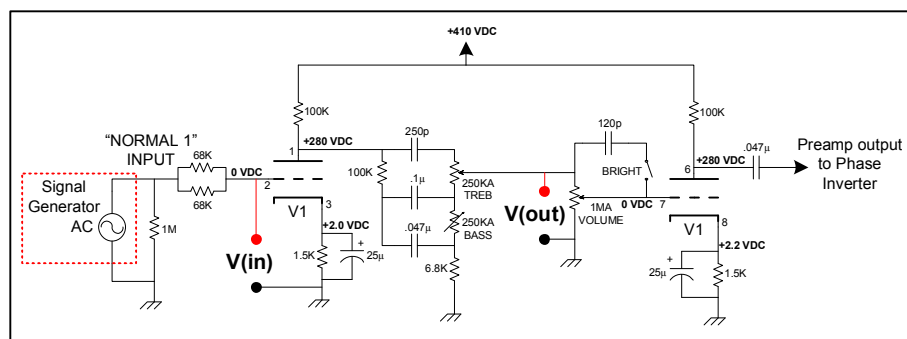 +410 VDC
100K
100K
"NORMAL 1"
INPUT
68K
68K
0 VDC
+280 VDC
250p
120p
+280 VDC
.047µ
Preamp output
to Phase
Inverter
1
2
3
6
7
8
100K
.1µ
.047µ
250KA
TREB
250KA
BASS
6.8K
BRIGHT
0 VDC
1MA
VOLUME
Signal
Generator
AC
1M
V(in)
V1
+2.0 VDC
1.5K
+
25µ
V(out)
V1
+2.2 VDC
+
25µ
1.5K